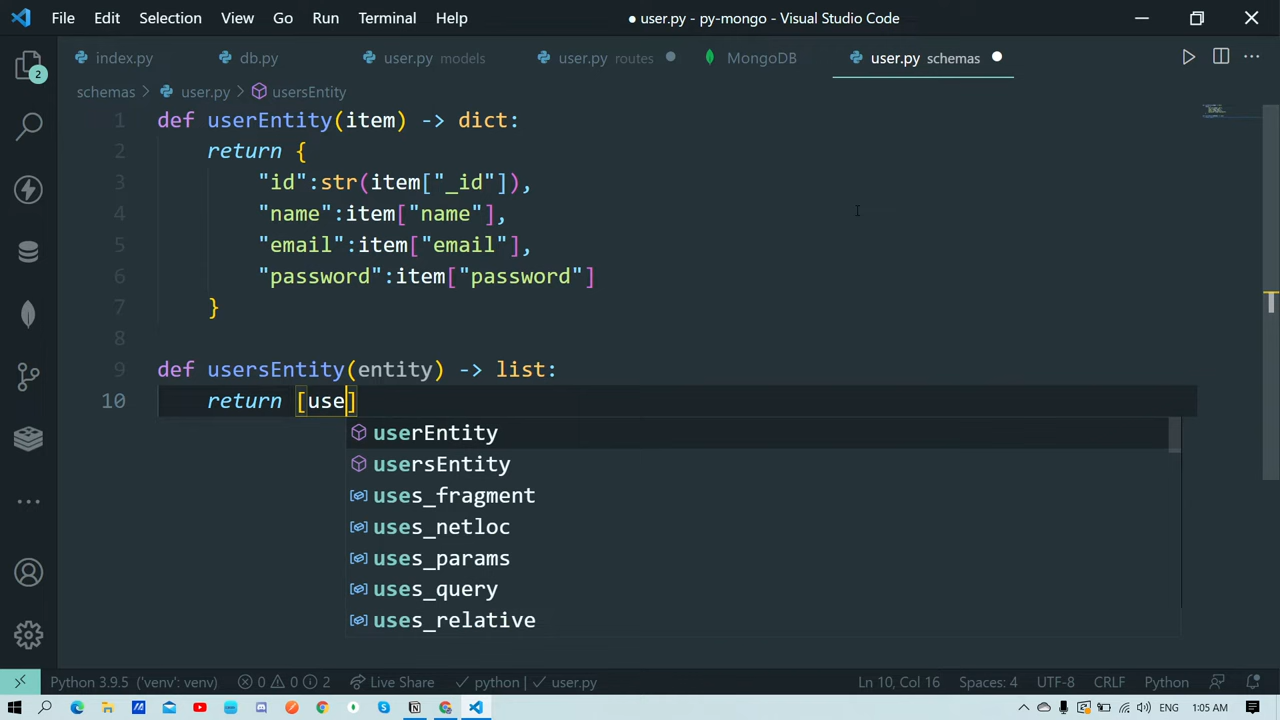 File Edit Selection View Go Run Terminal Help ● user.py - py-mongo - Visual Studio Code
index.py db.py user.py models user.py routes MongoDB user.py schemas
schemas > user.py > usersEntity
1 def userEntity(item) -> dict:
2 return {
3 "id":str(item["_id"]),
4 "name":item["name"],
5 "email":item["email"],
6 "password":item["password"]
7 }
8
9 def usersEntity(entity) -> list:
10 return [use]
userEntity
usersEntity
uses_fragment
uses_netloc
uses_params
uses_query
uses_relative
2
Python 3.9.5 ('venv': venv) 0 0 2 Live Share python user.py Ln 10, Col 16 Spaces: 4 UTF-8 CRLF Python
1:05 AM